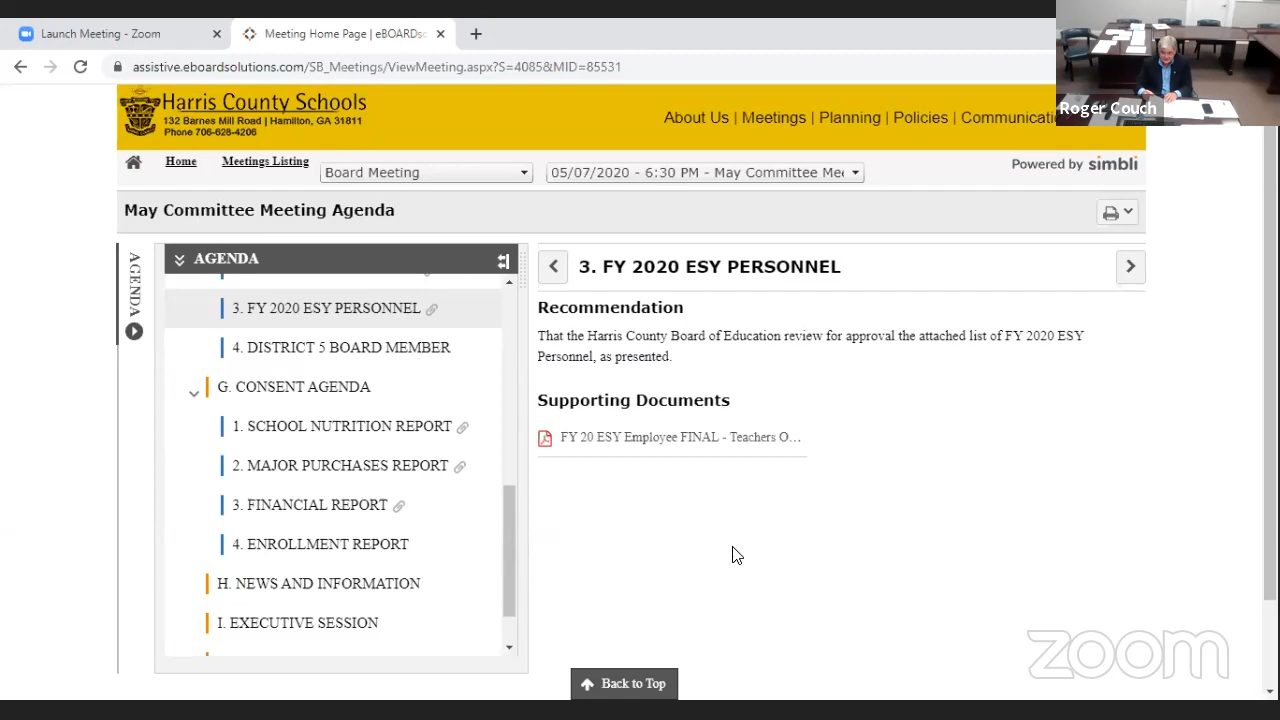 Launch Meeting - Zoom
Meeting Home Page | eBOARDsc
assistive.eboardsolutions.com/SB_Meetings/ViewMeeting.aspx?S=4085&MID=85531
Roger Couch
Harris County Schools
132 Barnes Mill Road | Hamilton, GA 31811
Phone 706-628-4206
About Us | Meetings | Planning | Policies | Communicatio
Home
Meetings Listing
Board Meeting
05/07/2020 - 6:30 PM - May Committee Mee
Powered by simbli
May Committee Meeting Agenda
AGENDA
AGENDA
3. FY 2020 ESY PERSONNEL
4. DISTRICT 5 BOARD MEMBER
G. CONSENT AGENDA
1. SCHOOL NUTRITION REPORT
2. MAJOR PURCHASES REPORT
3. FINANCIAL REPORT
4. ENROLLMENT REPORT
H. NEWS AND INFORMATION
I. EXECUTIVE SESSION
3. FY 2020 ESY PERSONNEL
Recommendation
That the Harris County Board of Education review for approval the attached list of FY 2020 ESY
Personnel, as presented.
Supporting Documents
FY 20 ESY Employee FINAL - Teachers O...
Back to Top
zoom